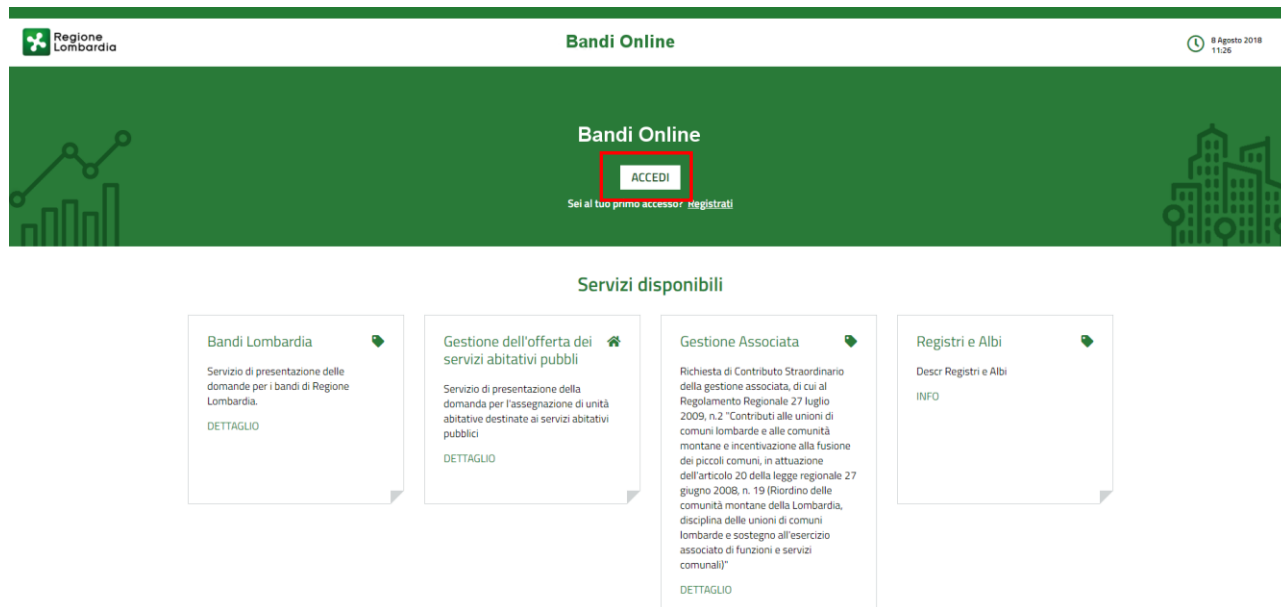 Regione
Lombardia
Bandi Online
8 Agosto 2018
11:26
Bandi Online
ACCEDI
Sei al tuo primo accesso? Registrati
Servizi disponibili
Bandi Lombardia
Servizio di presentazione delle
domande per i bandi di Regione
Lombardia.
DETTAGLIO
Gestione dell'offerta dei
servizi abitativi pubbli
Servizio di presentazione della
domanda per l'assegnazione di unità
abitative destinate ai servizi abitativi
pubblici
DETTAGLIO
Gestione Associata
Richiesta di Contributo Straordinario
della gestione associata, di cui al
Regolamento Regionale 27 luglio
2009, n.2 "Contributi alle unioni di
comuni lombarde e alle comunità
montane e incentivazione alla fusione
dei piccoli comuni, in attuazione
dell'articolo 20 della legge regionale 27
giugno 2008, n. 19 (Riordino delle
comunità montane della Lombardia,
disciplina delle unioni di comuni
lombarde e sostegno all'esercizio
associato di funzioni e servizi
comunali)"
DETTAGLIO
Registri e Albi
Descr Registri e Albi
INFO